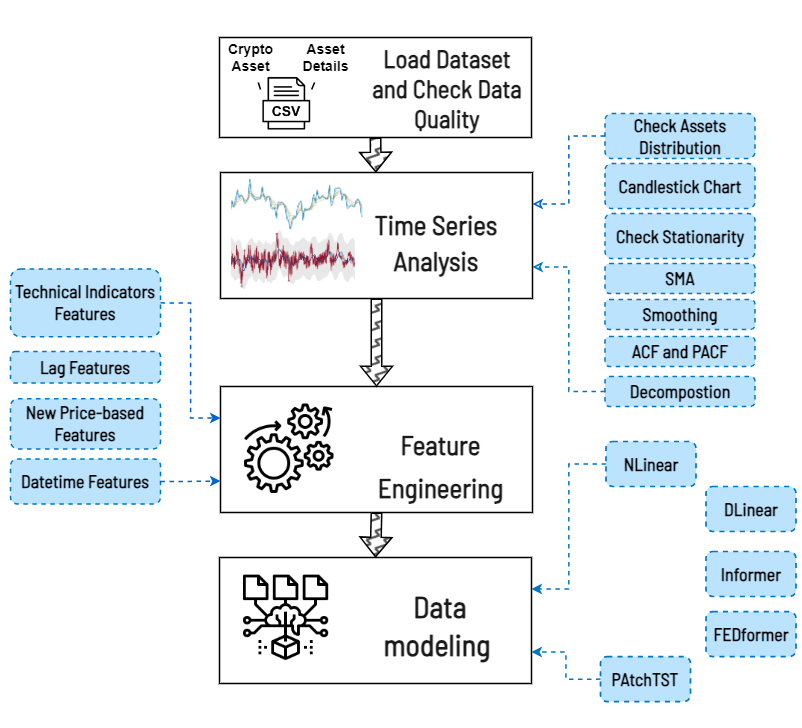 Crypto
Asset
Asset
Details
CSV
Load Dataset
and Check Data
Quality
Time Series
Analysis
Check Assets
Distribution
Candlestick Chart
Check Stationarity
SMA
Smoothing
ACF and PACF
Decompostion
Technical Indicators
Features
Lag Features
New Price-based
Features
Datetime Features
Feature
Engineering
NLinear
DLinear
Informer
FEDformer
PAtchTST
Data
modeling